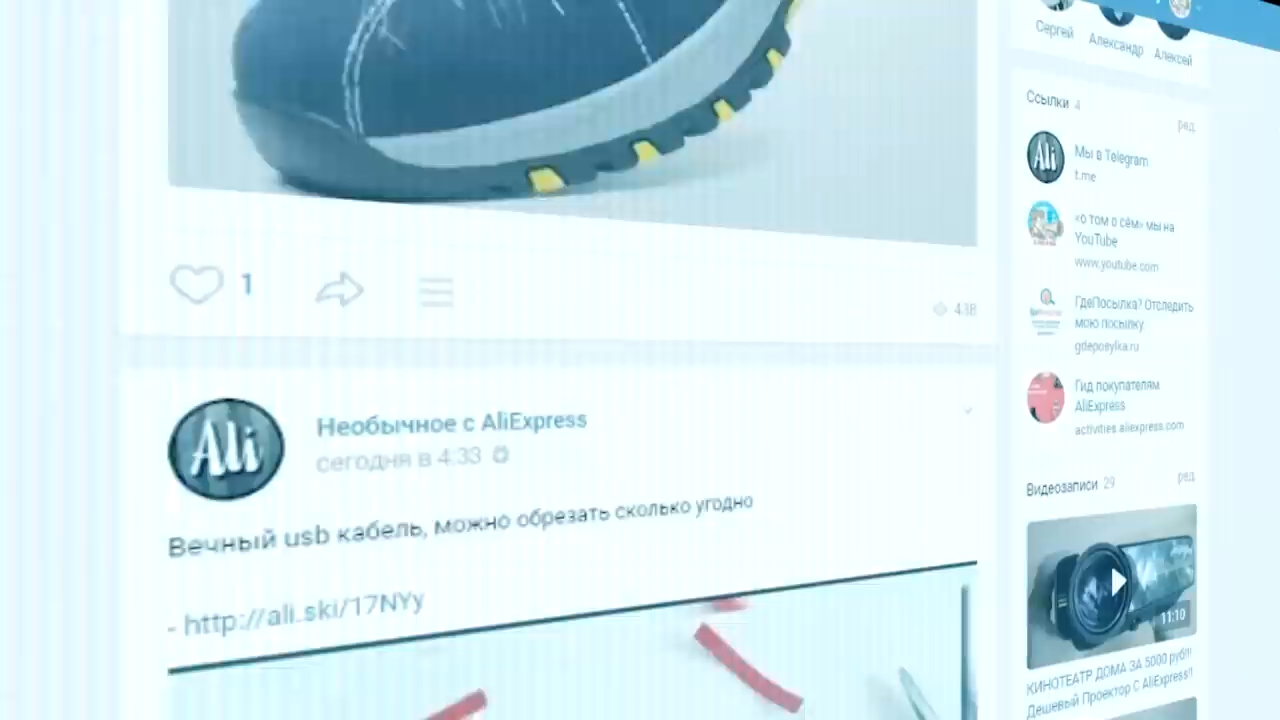 1
438
Ali
Необычное с AliExpress
сегодня в 4:33
Вечный usb кабель, можно обрезать сколько угодно
- http://ali.ski/17NYy
Сергей
Александр
Алексей
Ссылки 4
ред.
Ali
Мы в Telegram
t.me
«о том о сём» мы на
YouTube
www.youtube.com
ГдеПосылка? Отследить
мою посылку
gdeposylka.ru
Гид покупателям
AliExpress
activities.aliexpress.com
Видеозаписи 29
ред.
11:10
КИНОТЕАТР ДОМА ЗА 5000 руб!!!
Дешевый Проектор С AliExpress!!